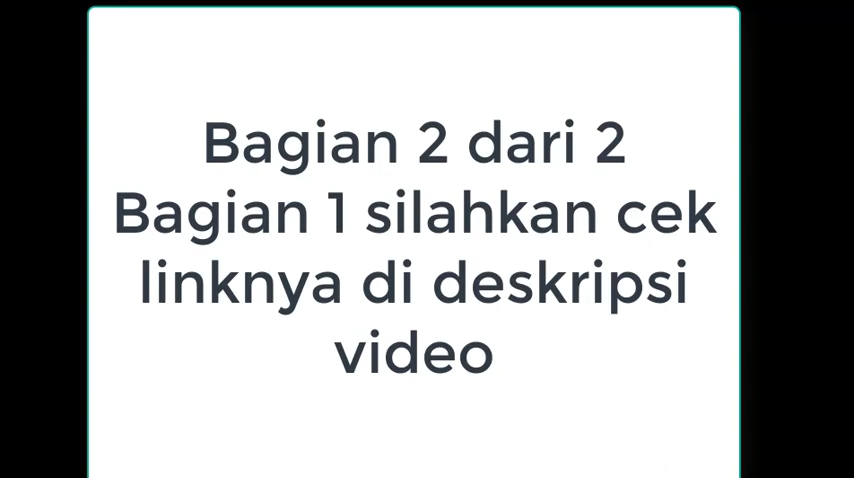 Bagian 2 dari 2
Bagian 1 silahkan cek
linknya di deskripsi
video